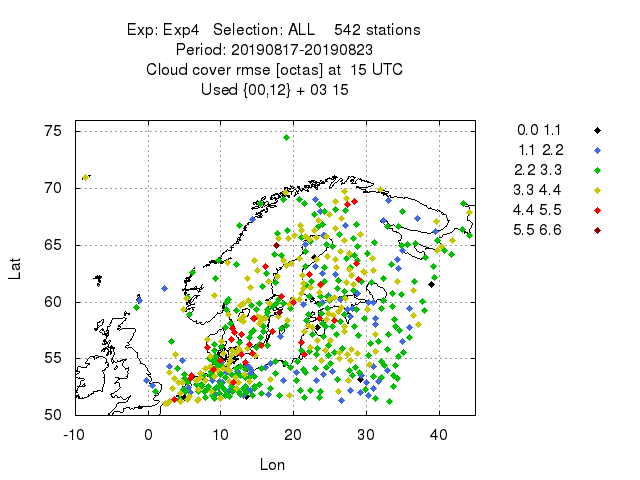 Exp: Exp4 Selection: ALL 542 stations
Period: 20190817-20190823
Cloud cover rmse [octas] at 15 UTC
Used {00,12} + 03 15
75
70
65
60
55
50
-10 0 10 20 30 40
Lat
Lon
0.0 1.1
1.1 2.2
2.2 3.3
3.3 4.4
4.4 5.5
5.5 6.6